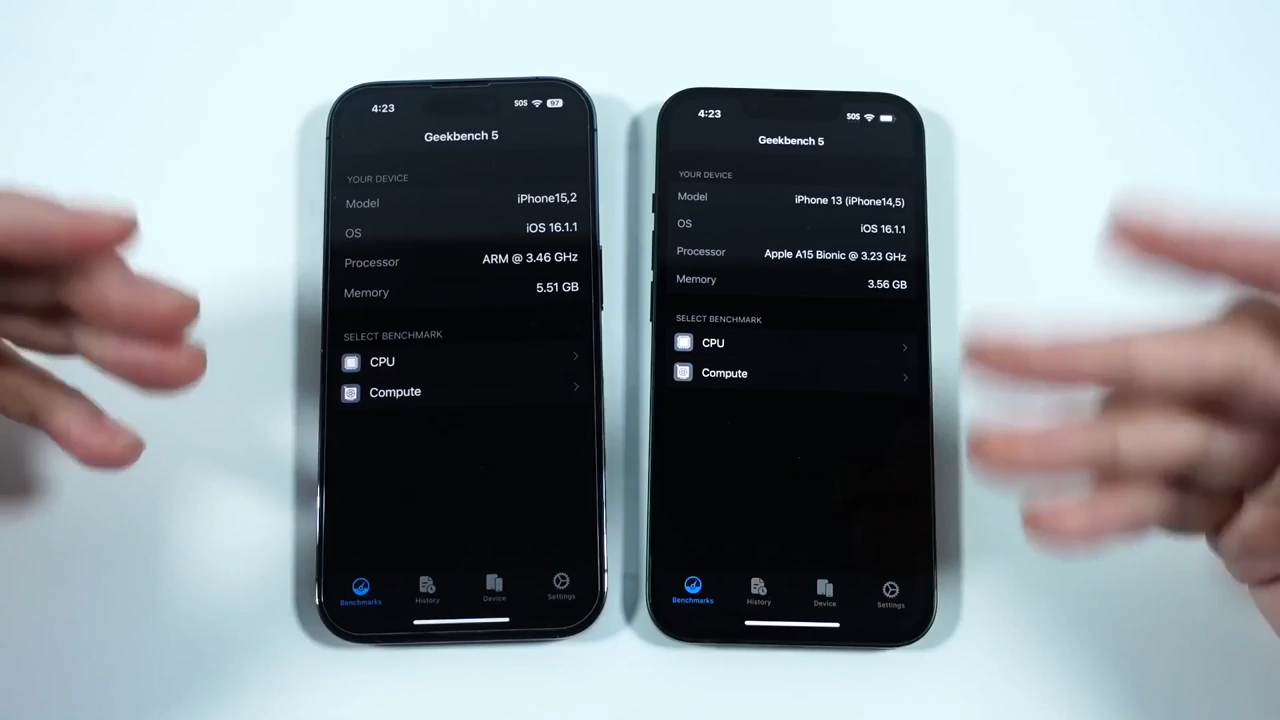 4:23
SOS 97
Geekbench 5
YOUR DEVICE
Model iPhone15,2
OS iOS 16.1.1
Processor ARM @ 3.46 GHz
Memory 5.51 GB
SELECT BENCHMARK
CPU
Compute
Benchmarks History Device Settings
4:23
SOS
Geekbench 5
YOUR DEVICE
Model iPhone 13 (iPhone14,5)
OS iOS 16.1.1
Processor Apple A15 Bionic @ 3.23 GHz
Memory 3.56 GB
SELECT BENCHMARK
CPU
Compute
Benchmarks History Device Settings